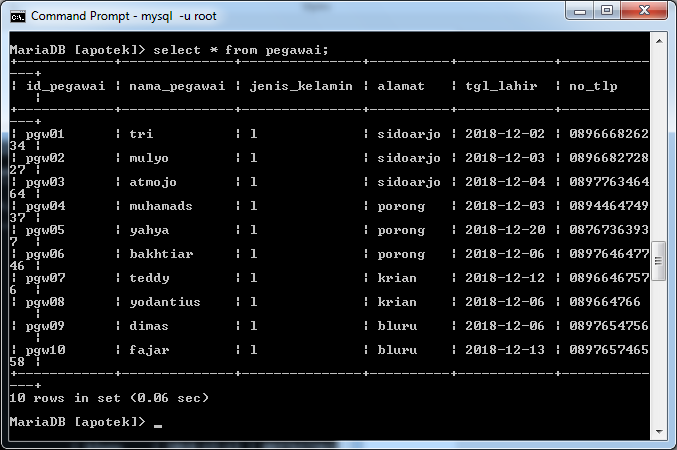 Command Prompt - mysql  -u root
MariaDB [apotek]> select * from pegawai;
+------------+--------------+---------------+----------+------------+-----------
---+
| id_pegawai | nama_pegawai | jenis_kelamin | alamat   | tgl_lahir  | no_tlp
   |
+------------+--------------+---------------+----------+------------+-----------
---+
| pgw01      | tri          | l             | sidoarjo | 2018-12-02 | 0896668262
34 |
| pgw02      | mulyo        | l             | sidoarjo | 2018-12-03 | 0896682728
27 |
| pgw03      | atmojo       | l             | sidoarjo | 2018-12-04 | 0897763464
64 |
| pgw04      | muhamads     | l             | porong   | 2018-12-03 | 0894464749
37 |
| pgw05      | yahya        | l             | porong   | 2018-12-20 | 0876736393
7  |
| pgw06      | bakhtiar     | l             | porong   | 2018-12-06 | 0897646477
46 |
| pgw07      | teddy        | l             | krian    | 2018-12-12 | 0896646757
6  |
| pgw08      | yodantius    | l             | krian    | 2018-12-06 | 089664766
   |
| pgw09      | dimas        | l             | bluru    | 2018-12-06 | 0897654756
   |
| pgw10      | fajar        | l             | bluru    | 2018-12-13 | 0897657465
58 |
+------------+--------------+---------------+----------+------------+-----------
---+
10 rows in set (0.06 sec)
MariaDB [apotek]> _